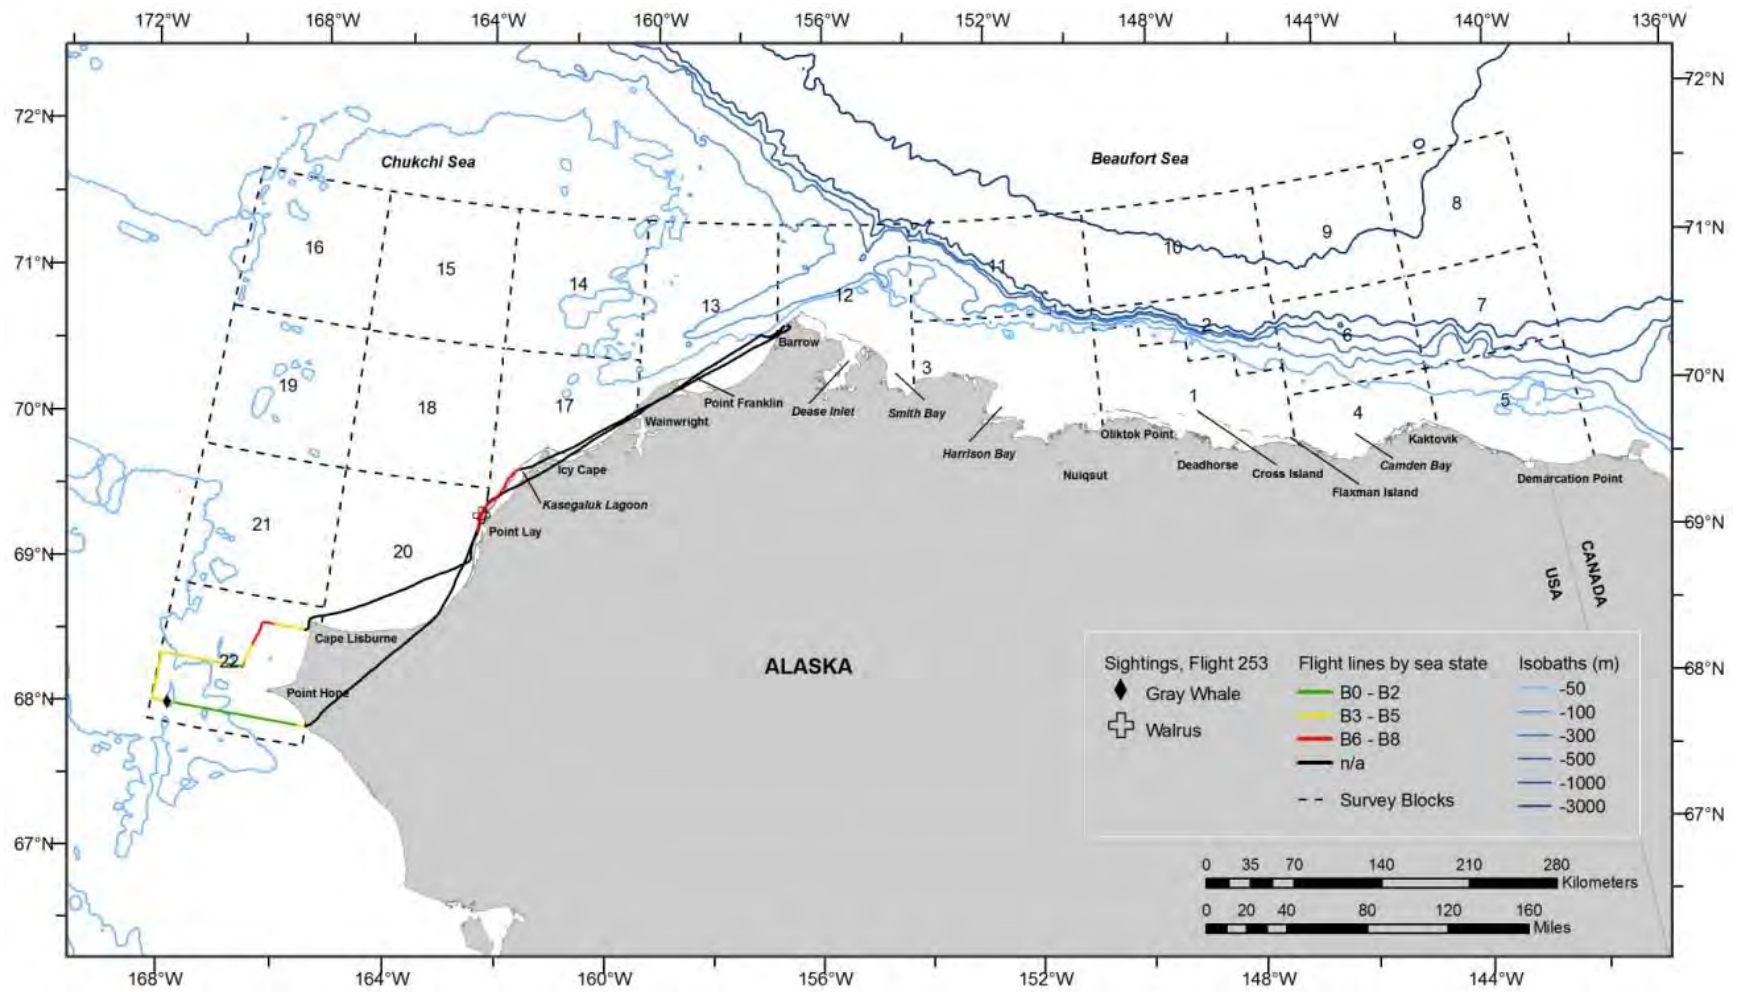 172°W 168°W 164°W 160°W 156°W 152°W 148°W 144°W 140°W 136°W
72°N
72°N
Chukchi Sea
Beaufort Sea
8
9
71°N
16
10
15
11
71°N
14
12
13
7
2
6
Barrow
3
70°N
19
18
17
Point Franklin
Dease Inlet
Smith Bay
1
5
4
70°N
Wainwright
Oliktok Point
Kaktovik
Harrison Bay
Icy Cape
Nuiqsut
Deadhorse
Cross Island
Camden Bay
Flaxman Island
Demarcation Point
Kasegaluk Lagoon
21
Point Lay
69°N
20
69°N
USA
CANADA
Cape Lisburne
22
ALASKA
68°N
Point Hope
68°N
Sightings, Flight 253
Gray Whale
Walrus
Flight lines by sea state
B0 - B2
B3 - B5
B6 - B8
n/a
Survey Blocks
Isobaths (m)
-50
-100
-300
-500
-1000
-3000
67°N
67°N
0 35 70 140 210 280
Kilometers
0 20 40 80 120 160
Miles
168°W 164°W 160°W 156°W 152°W 148°W 144°W